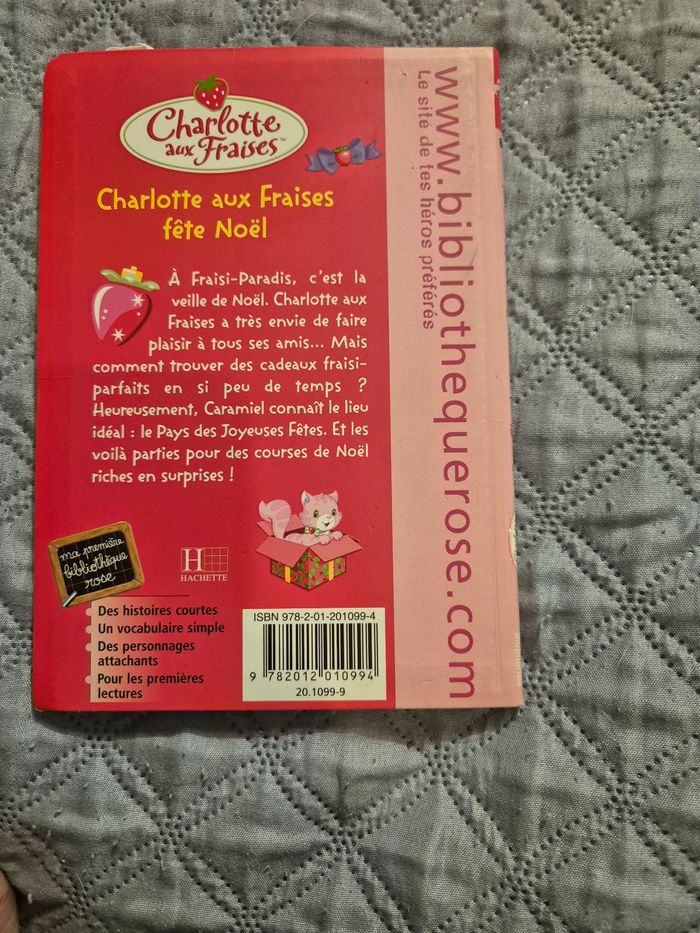 Charlotte
aux Fraises™
Charlotte aux Fraises
fête Noël
À Fraisi-Paradis, c'est la
veille de Noël. Charlotte aux
Fraises a très envie de faire
plaisir à tous ses amis... Mais
comment trouver des cadeaux fraisi-
parfaits en si peu de temps ?
Heureusement, Caramiel connaît le lieu
idéal : le Pays des Joyeuses Fêtes. Et les
voilà parties pour des courses de Noël
riches en surprises !
ma première
bibliothèque
rose
H
HACHETTE
Des histoires courtes
Un vocabulaire simple
Des personnages
attachants
Pour les premières
lectures
ISBN 978-2-01-201099-4
9 782012 010994
20.1099-9
www.bibliothequerose.com
Le site de tes héros préférés